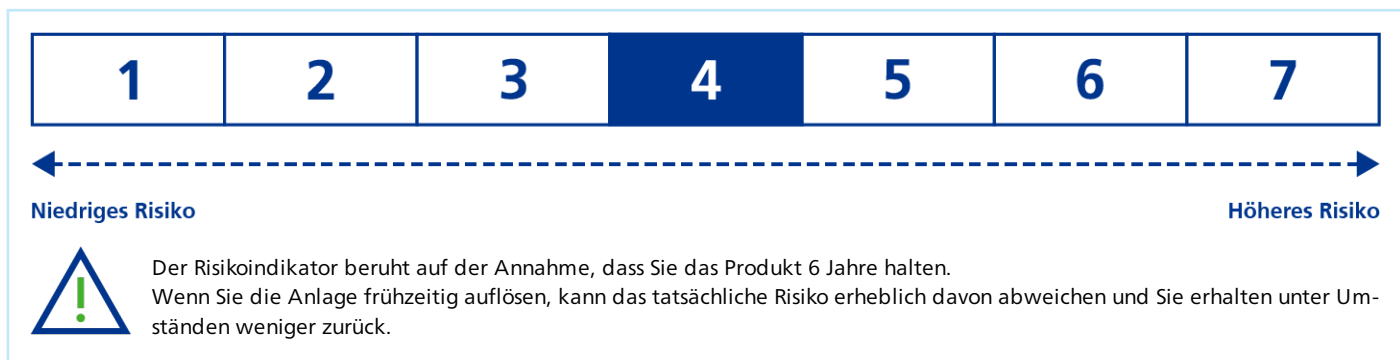 1 2 3 4 5 6 7
Niedriges Risiko Höheres Risiko
Der Risikoindikator beruht auf der Annahme, dass Sie das Produkt 6 Jahre halten.
Wenn Sie die Anlage frühzeitig auflösen, kann das tatsächliche Risiko erheblich davon abweichen und Sie erhalten unter Um-
ständen weniger zurück.